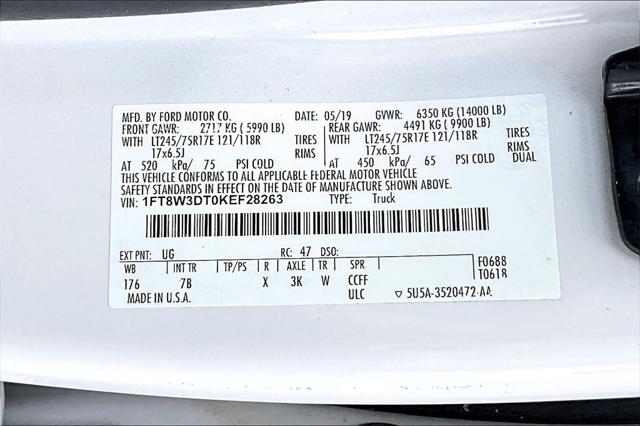 MFD. BY FORD MOTOR CO. 05/19 GVWR: 6350 KG (14000 LB)
FRONT GAWR: 2717 KG (5990 LB) REAR GAWR: 4491 KG (9900 LB)
WITH LT245/75R17E 121/118R TIRES WITH LT245/75R17E 121/118R TIRES
17x6.5J RIMS 17x6.5J RIMS
AT 520 kPa/ 75 PSI COLD AT 450 kPa/ 65 PSI COLD DUAL
THIS VEHICLE CONFORMS TO ALL APPLICABLE FEDERAL MOTOR VEHICLE
SAFETY STANDARDS IN EFFECT ON THE DATE OF MANUFACTURE SHOWN ABOVE.
VIN: 1FT8W3DT0KEF28263 TYPE: Truck
EXT PNT: UG RC: 47 DSO: F0688
WB INT TR TP/PS R AXLE TR SPR T0618
176 7B X 3K W CCFF
MADE IN U.S.A. ULC ▽ 5U5A-3520472-AA